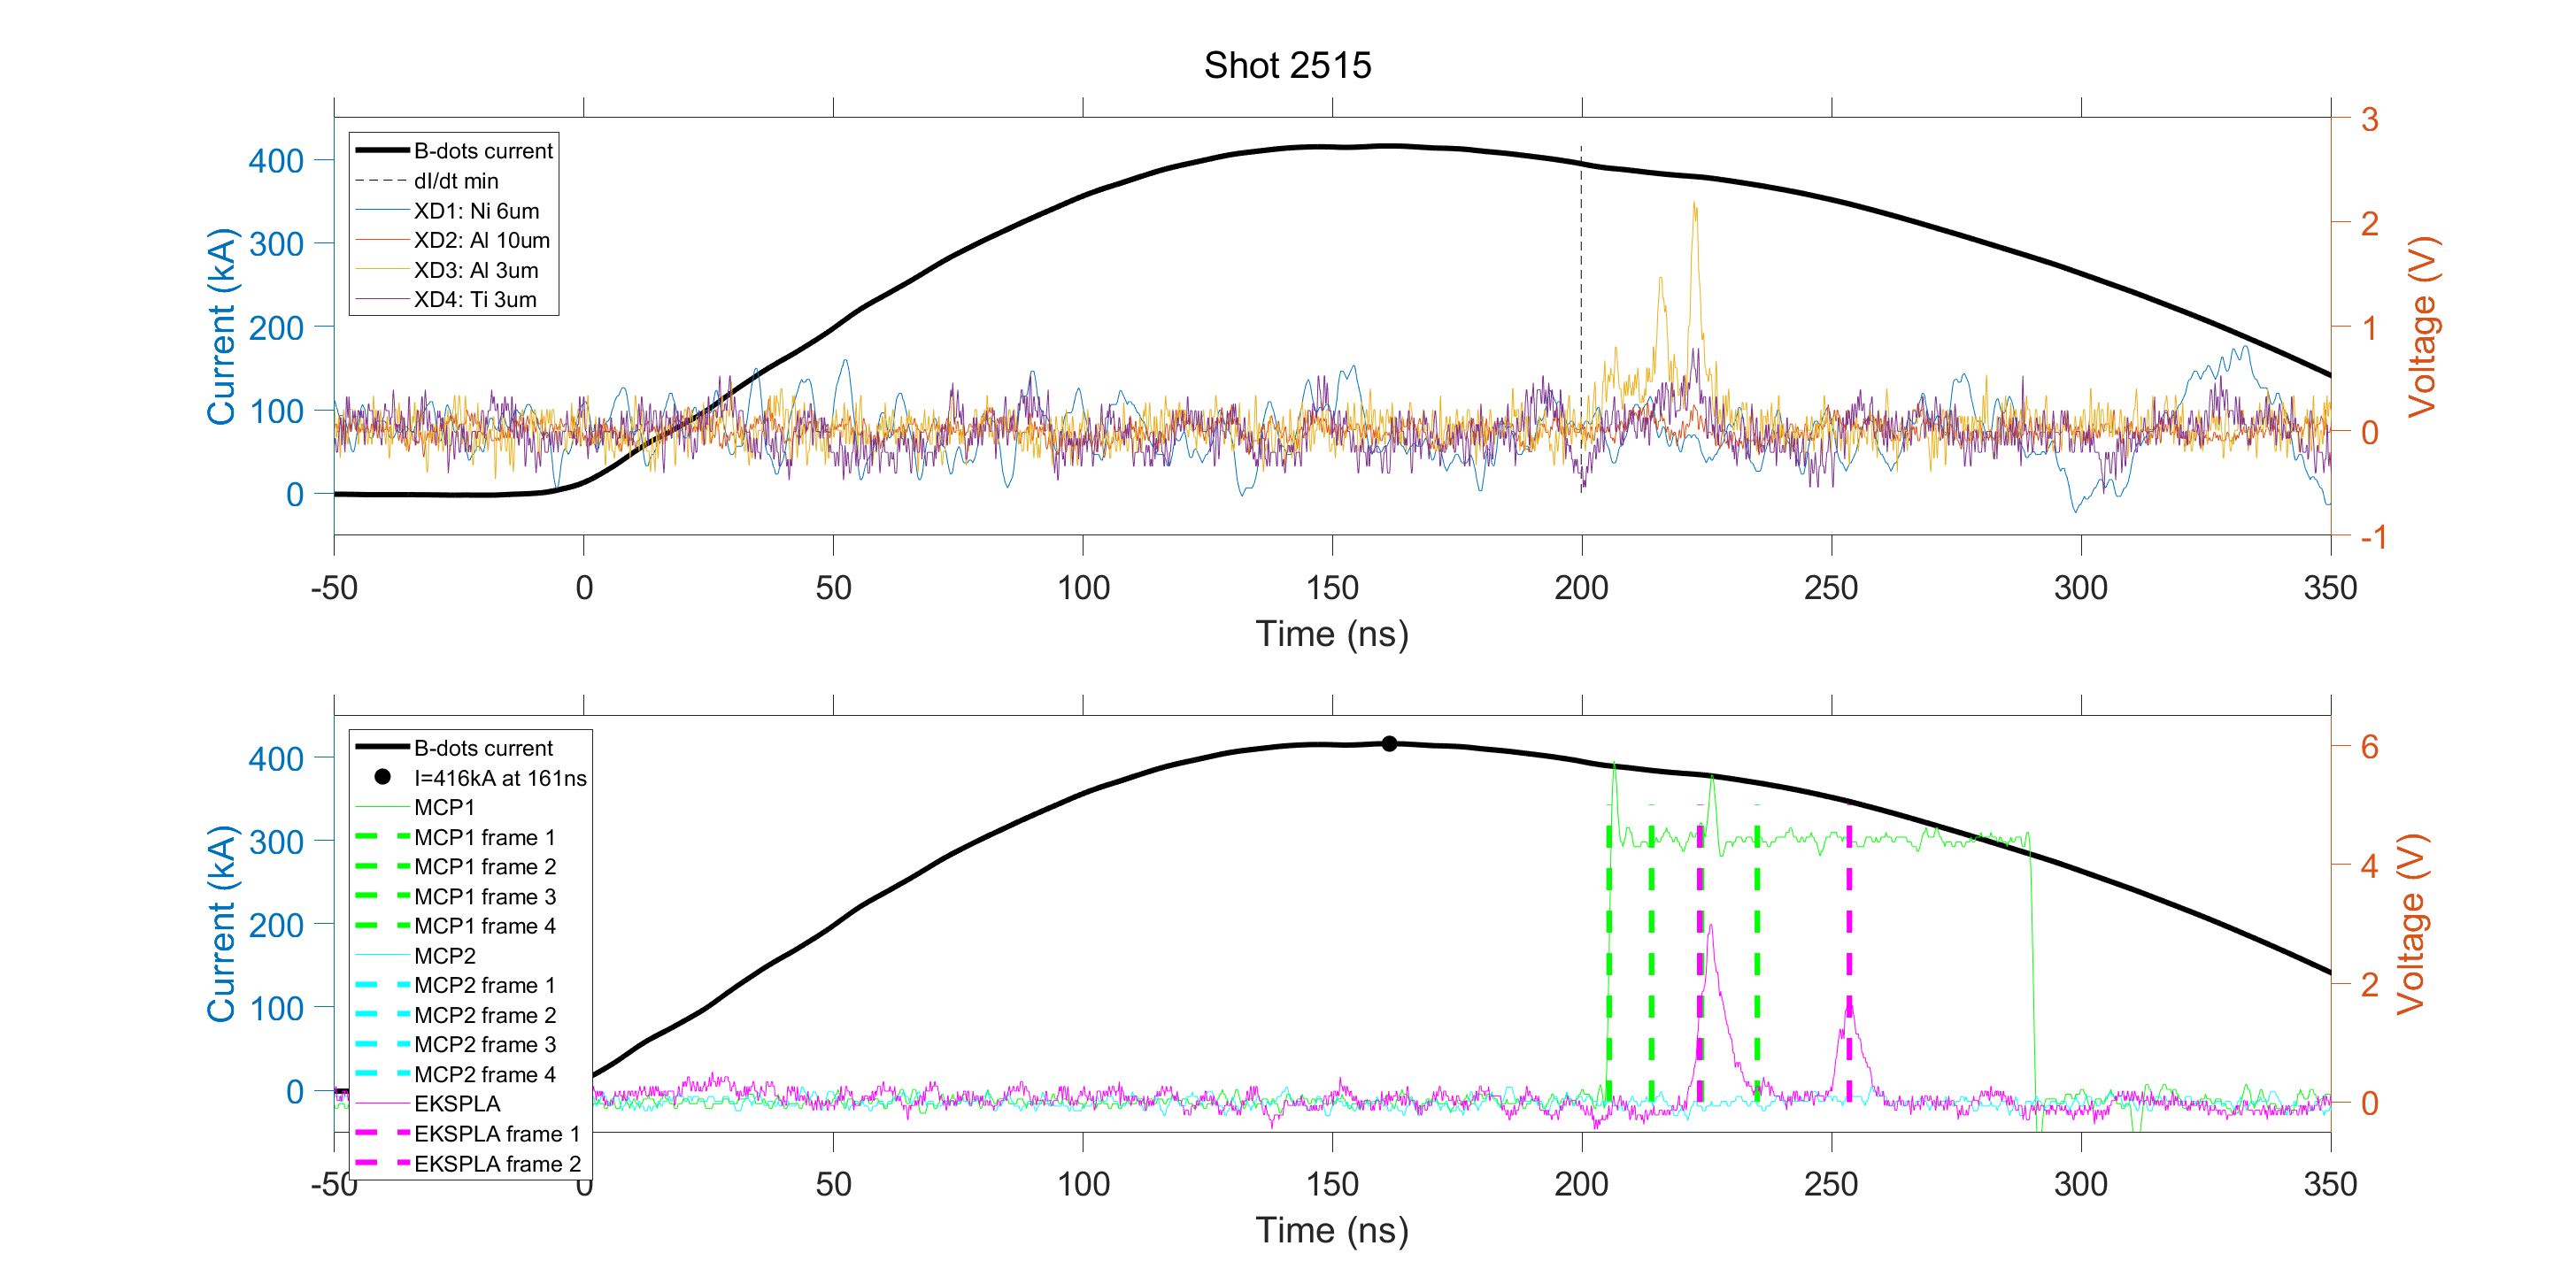 Shot 2515
B-dots current
dI/dt min
XD1: Ni 6um
XD2: Al 10um
XD3: Al 3um
XD4: Ti 3um
400
300
200
100
0
Current (kA)
3
2
1
0
-1
Voltage (V)
-50 0 50 100 150 200 250 300 350
Time (ns)
B-dots current
I=416kA at 161ns
MCP1
MCP1 frame 1
MCP1 frame 2
MCP1 frame 3
MCP1 frame 4
MCP2
MCP2 frame 1
MCP2 frame 2
MCP2 frame 3
MCP2 frame 4
EKSPLA
EKSPLA frame 1
EKSPLA frame 2
400
300
200
100
0
Current (kA)
6
4
2
0
Voltage (V)
-50 0 50 100 150 200 250 300 350
Time (ns)